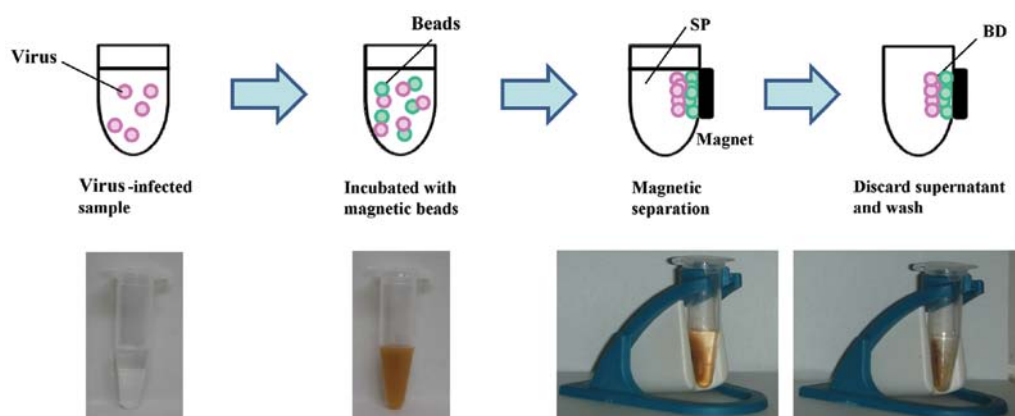 Virus
Beads
SP
BD
Magnet
Virus-infected
sample
Incubated with
magnetic beads
Magnetic
separation
Discard supernatant
and wash